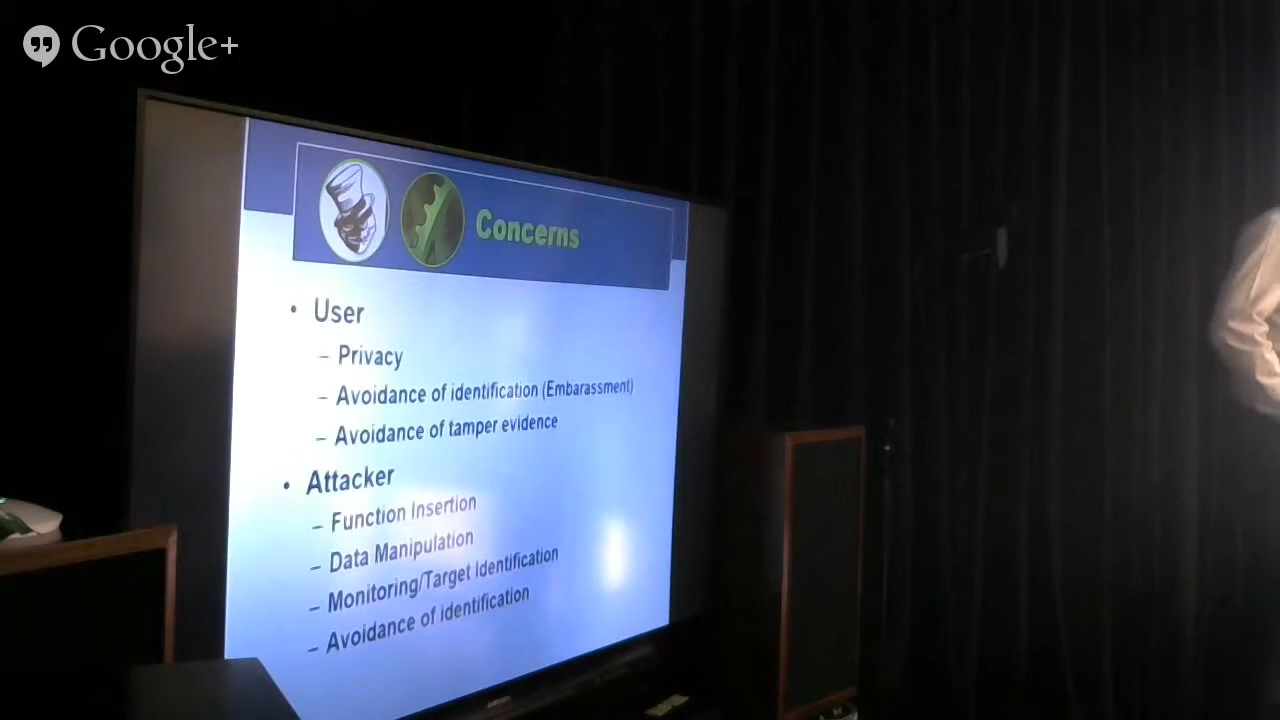 Google+
Concerns
• User
– Privacy
– Avoidance of identification (Embarassment)
– Avoidance of tamper evidence
• Attacker
– Function Insertion
– Data Manipulation
– Monitoring/Target Identification
– Avoidance of identification